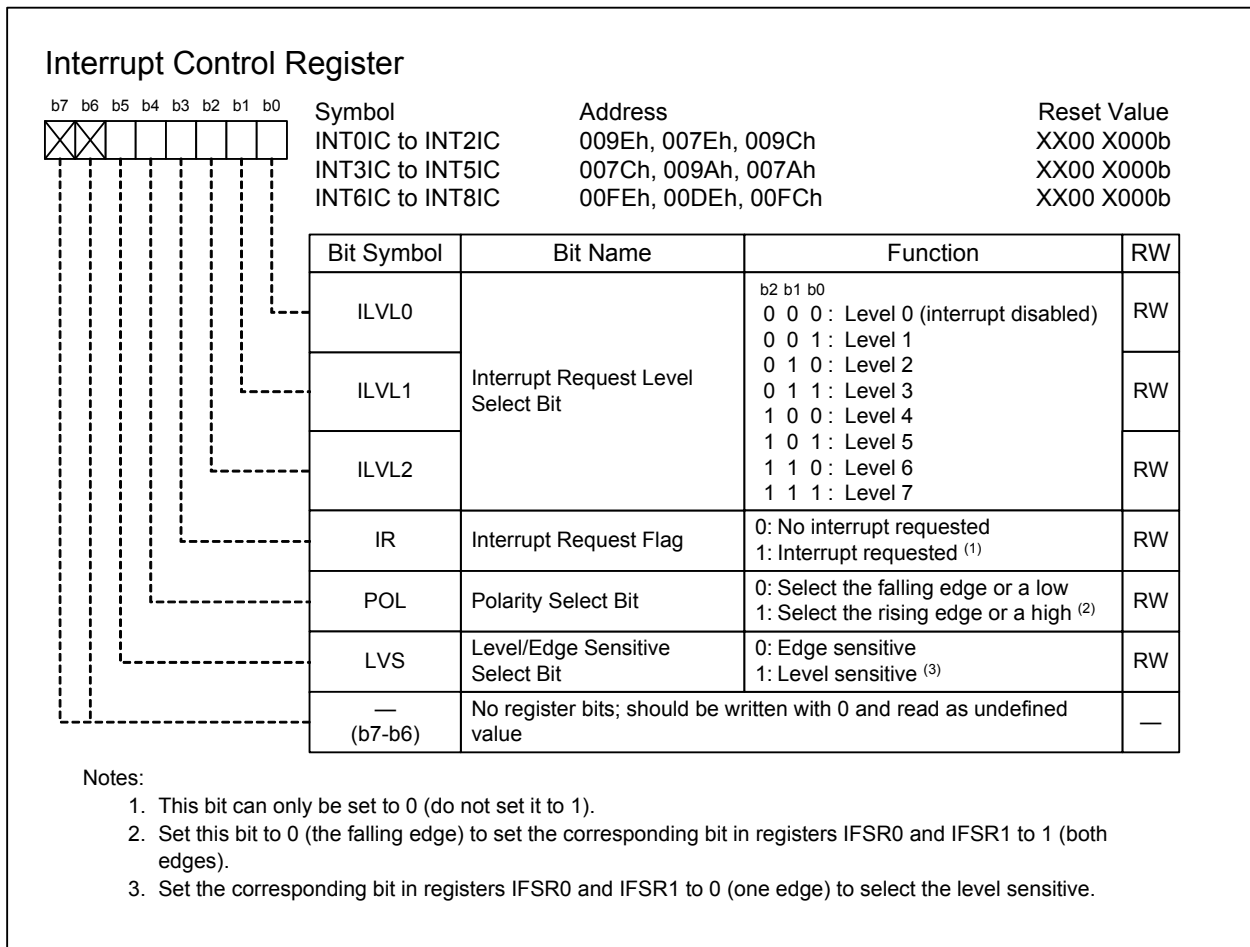 Interrupt Control Register
b7 b6 b5 b4 b3 b2 b1 b0
Symbol Address Reset Value
INT0IC to INT2IC 009Eh, 007Eh, 009Ch XX00 X000b
INT3IC to INT5IC 007Ch, 009Ah, 007Ah XX00 X000b
INT6IC to INT8IC 00FEh, 00DEh, 00FCh XX00 X000b
Bit Symbol Bit Name Function RW
ILVL0 RW
ILVL1 RW
ILVL2 RW
Interrupt Request Level
Select Bit
b2 b1 b0
0 0 0 : Level 0 (interrupt disabled)
0 0 1 : Level 1
0 1 0 : Level 2
0 1 1 : Level 3
1 0 0 : Level 4
1 0 1 : Level 5
1 1 0 : Level 6
1 1 1 : Level 7
IR Interrupt Request Flag 0: No interrupt requested
1: Interrupt requested (1) RW
POL Polarity Select Bit 0: Select the falling edge or a low
1: Select the rising edge or a high (2) RW
LVS Level/Edge Sensitive
Select Bit 0: Edge sensitive
1: Level sensitive (3) RW
—
(b7-b6) No register bits; should be written with 0 and read as undefined
value —
Notes:
1. This bit can only be set to 0 (do not set it to 1).
2. Set this bit to 0 (the falling edge) to set the corresponding bit in registers IFSR0 and IFSR1 to 1 (both
edges).
3. Set the corresponding bit in registers IFSR0 and IFSR1 to 0 (one edge) to select the level sensitive.